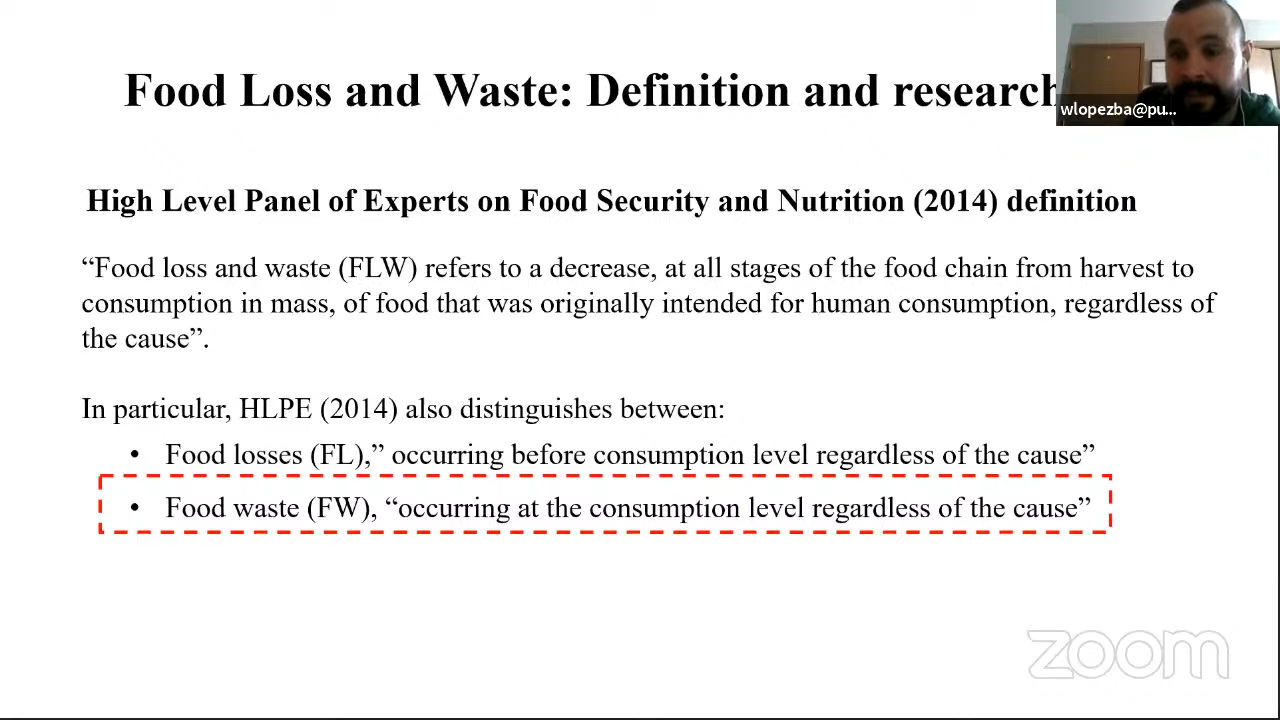 Food Loss and Waste: Definition and research
wlopezba@pu...
High Level Panel of Experts on Food Security and Nutrition (2014) definition
“Food loss and waste (FLW) refers to a decrease, at all stages of the food chain from harvest to
consumption in mass, of food that was originally intended for human consumption, regardless of
the cause”.
In particular, HLPE (2014) also distinguishes between:
• Food losses (FL),” occurring before consumption level regardless of the cause”
• Food waste (FW), “occurring at the consumption level regardless of the cause”
zoom